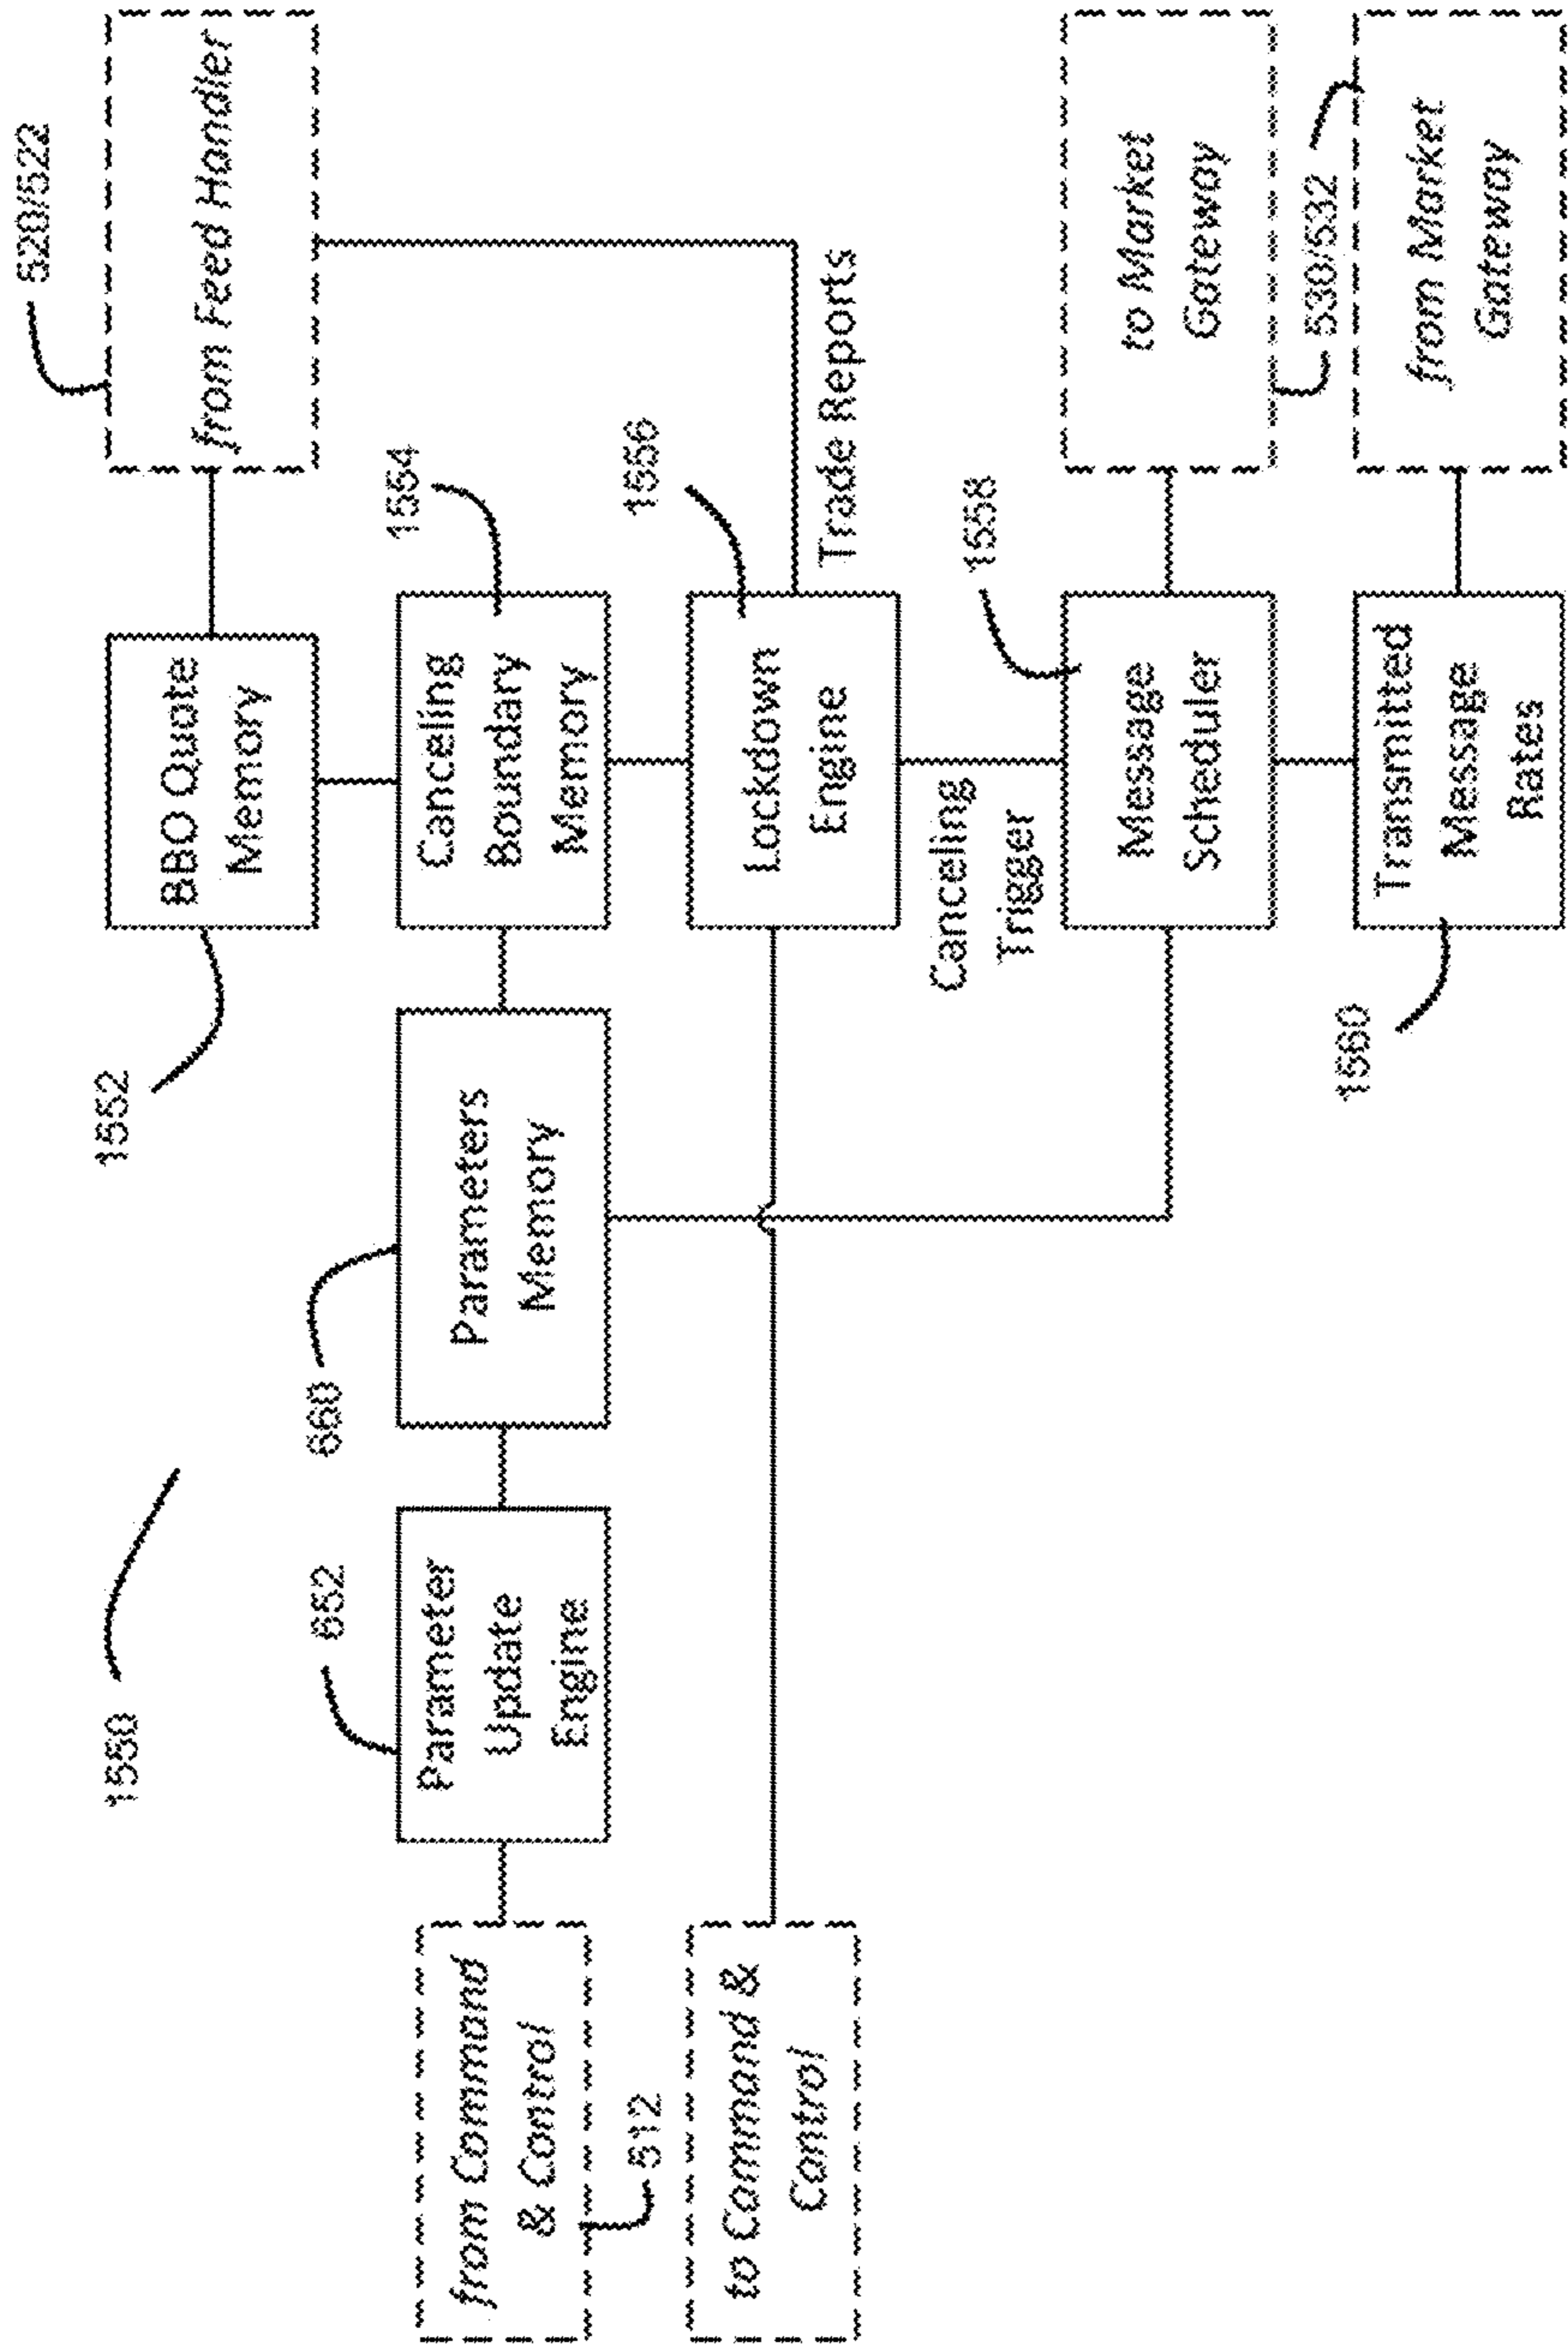 520/522
1550
1552
from Feed Handler
BBO Quote
Memory
652
660
1554
from Command
& Control
Parameter
Update
Engine
Parameters
Memory
Canceling
Boundary
Memory
512
1556
to Command &
Control
Lockdown
Engine
Trade Reports
Canceling
Trigger
1558
Message
Scheduler
to Market
Gateway
530/532
1560
Transmitted
Message
Rates
from Market
Gateway